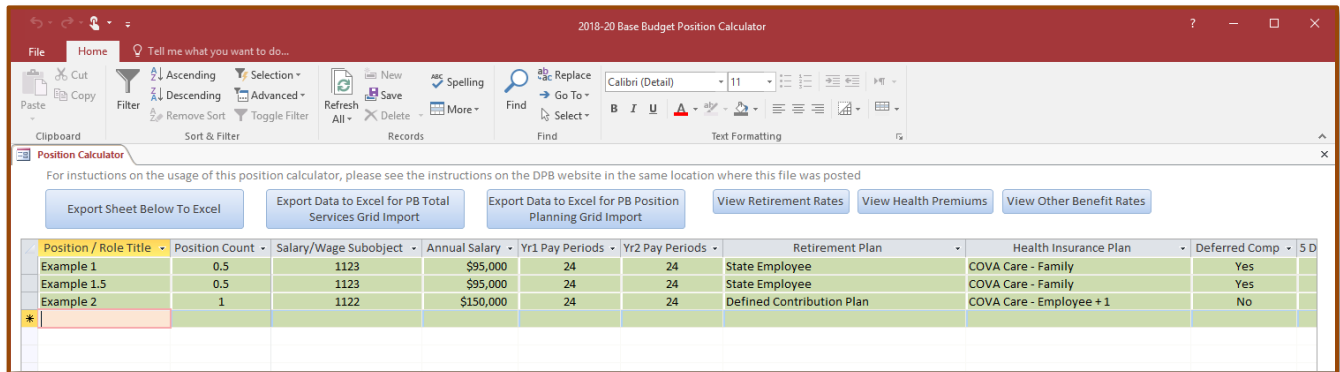 2018-20 Base Budget Position Calculator
File Home Tell me what you want to do...
Paste
Cut
Copy
Clipboard
Filter
Ascending
Descending
Remove Sort
Selection
Advanced
Toggle Filter
Sort & Filter
Refresh All
New
Save
Delete
Spelling
More
Records
Find
Replace
Go To
Select
Find
Calibri (Detail) 11
B I U A
Text Formatting
Position Calculator
For instuctions on the usage of this position calculator, please see the instructions on the DPB website in the same location where this file was posted
Export Sheet Below To Excel
Export Data to Excel for PB Total
Services Grid Import
Export Data to Excel for PB Position
Planning Grid Import
View Retirement Rates
View Health Premiums
View Other Benefit Rates
Position / Role Title Position Count Salary/Wage Subobject Annual Salary Yr1 Pay Periods Yr2 Pay Periods Retirement Plan Health Insurance Plan Deferred Comp 5 D
Example 1 0.5 1123 $95,000 24 24 State Employee COVA Care - Family Yes
Example 1.5 0.5 1123 $95,000 24 24 State Employee COVA Care - Family Yes
Example 2 1 1122 $150,000 24 24 Defined Contribution Plan COVA Care - Employee + 1 No